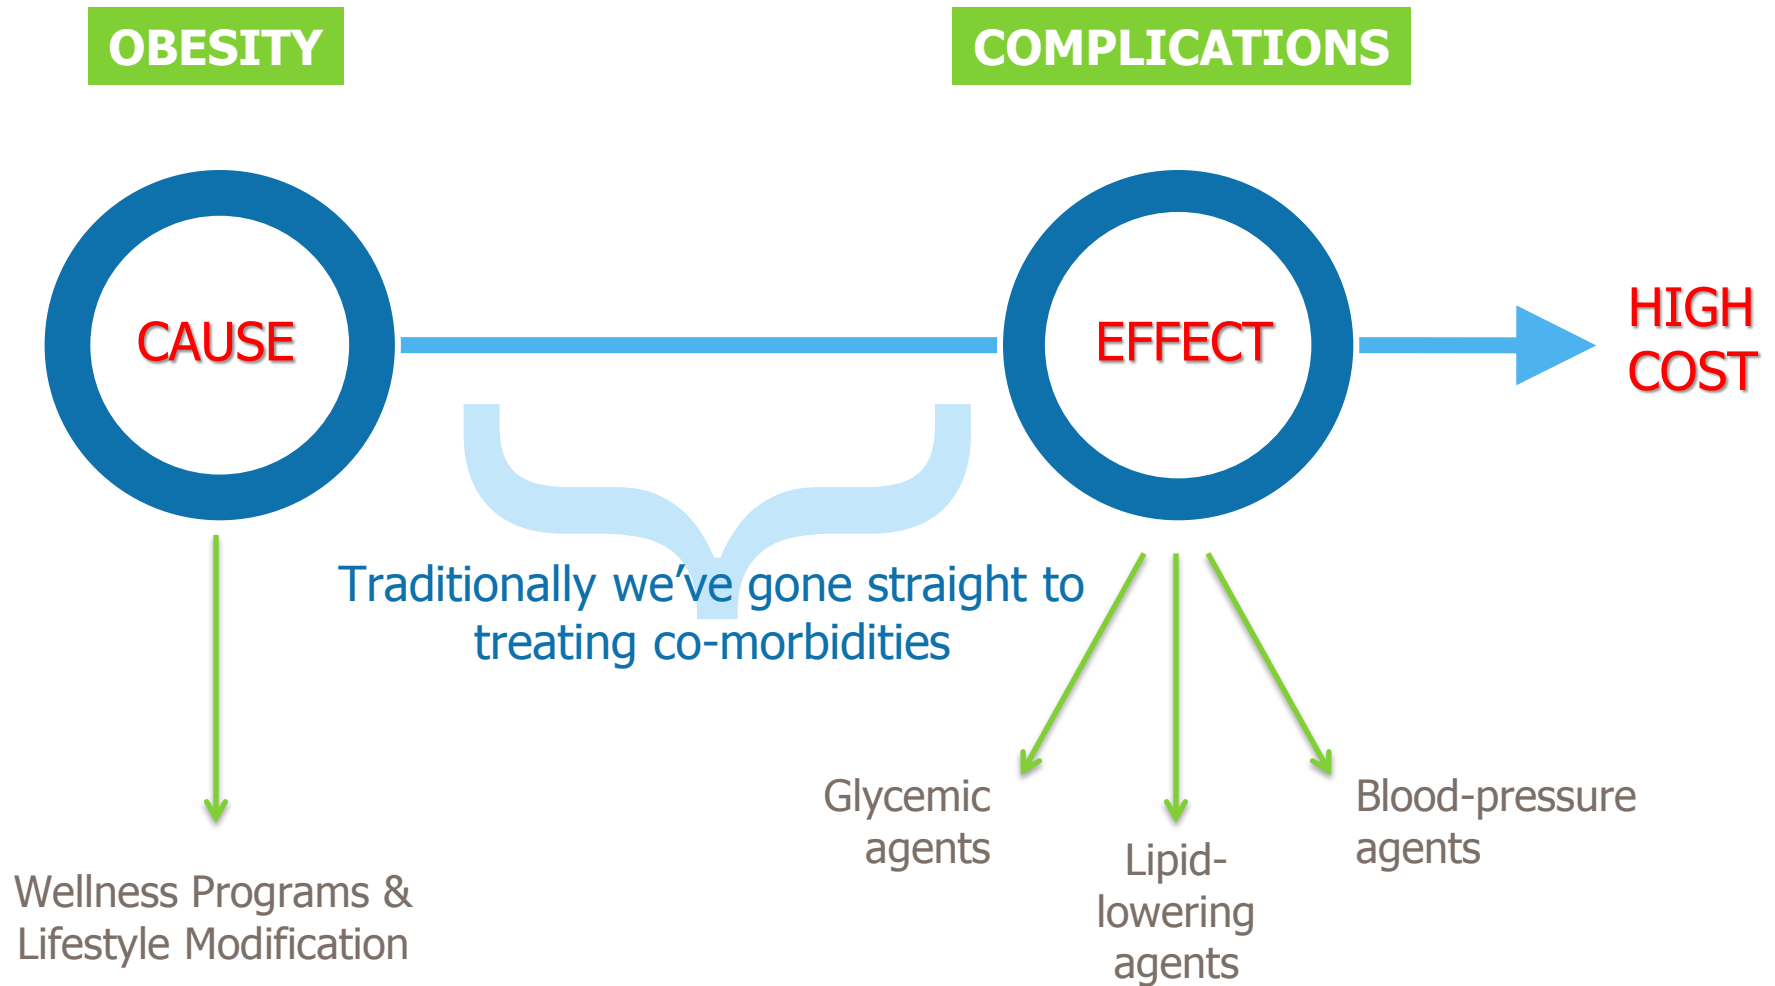 OBESITY
COMPLICATIONS
CAUSE
EFFECT
HIGH
COST
Traditionally we’ve gone straight to
treating co-morbidities
Glycemic
agents
Lipid-
lowering
agents
Blood-pressure
agents
Wellness Programs &
Lifestyle Modification